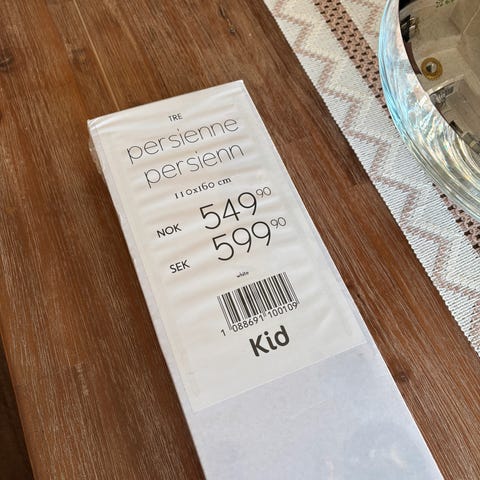 TRE
persienne
persienn
110x160 cm
NOK 549 90
SEK 599 90
white
1 088691 100109
Kid